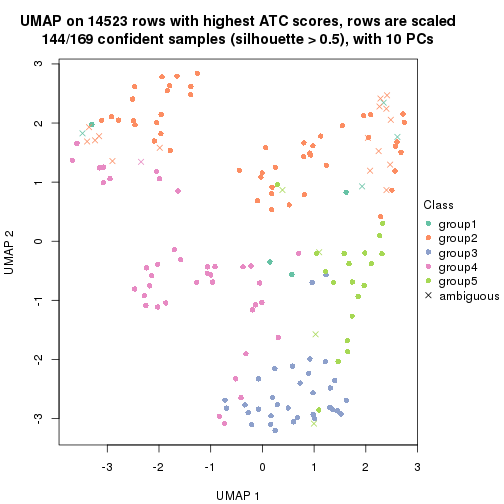 UMAP on 14523 rows with highest ATC scores, rows are scaled
144/169 confident samples (silhouette > 0.5), with 10 PCs
3
2
1
0
-1
-2
-3
UMAP 2
-3
-2
-1
0
1
2
3
UMAP 1
Class
group1
group2
group3
group4
group5
ambiguous